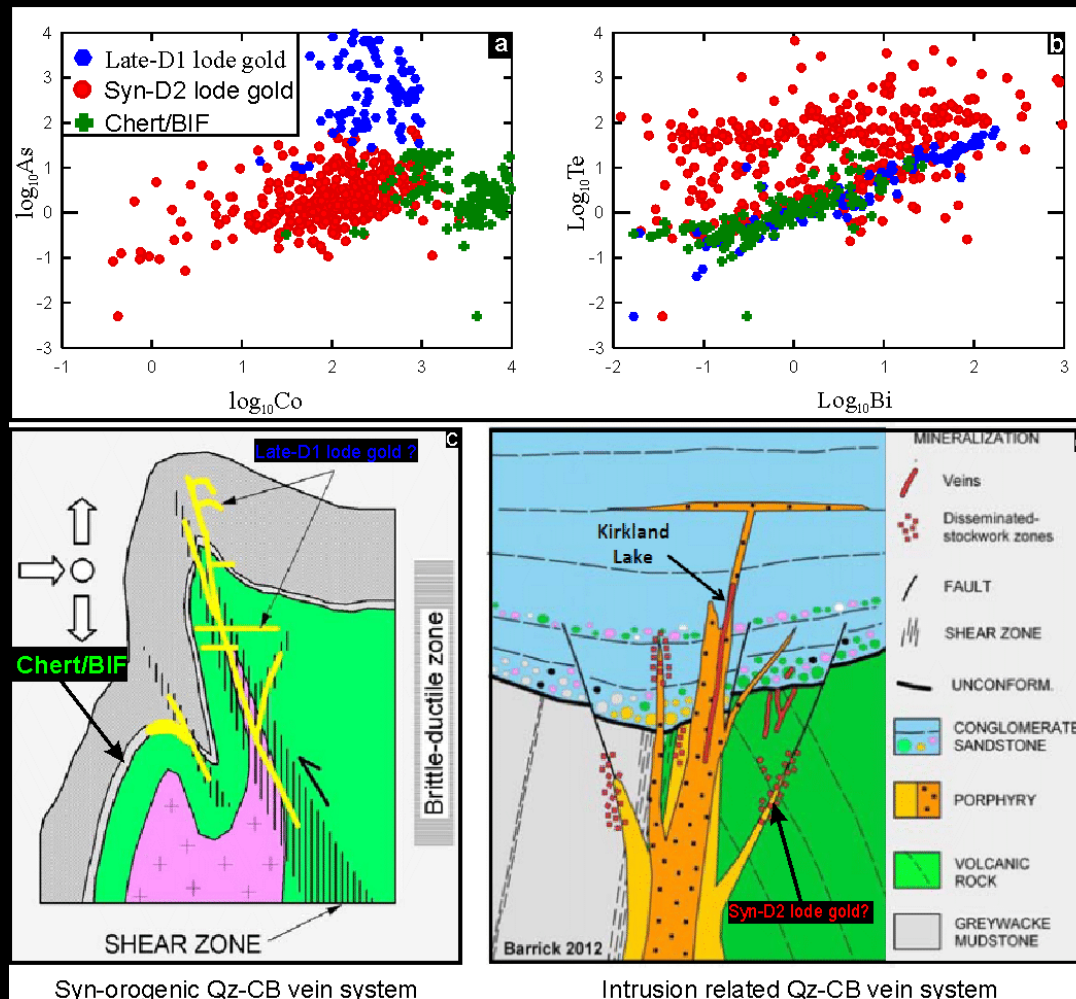 a
Late-D1 lode gold
Syn-D2 lode gold
Chert/BIF
log₁₀As
4
3
2
1
0
-1
-2
-3
-1
0
1
2
3
4
log₁₀Co
b
Log₁₀Te
4
3
2
1
0
-1
-2
-3
-2
-1
0
1
2
3
Log₁₀Bi
c
Late-D1 lode gold ?
Chert/BIF
Brittle-ductile zone
SHEAR ZONE
Syn-orogenic Qz-CB vein system
Kirkland
Lake
Syn-D2 lode gold?
Barrick 2012
MINERALIZATION
Veins
Disseminated-
stockwork zones
FAULT
SHEAR ZONE
UNCONFORM.
CONGLOMERATE
SANDSTONE
PORPHYRY
VOLCANIC
ROCK
GREYWACKE
MUDSTONE
Intrusion related Qz-CB vein system